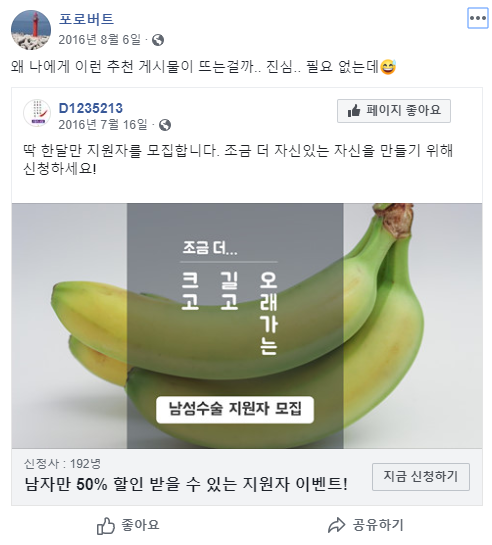 포로버트
2016년 8월 6일 ·
왜 나에게 이런 추천 게시물이 뜨는걸까.. 진심.. 필요 없는데😅
D1235213
2016년 7월 16일 ·
페이지 좋아요
딱 한달만 지원자를 모집합니다. 조금 더 자신있는 자신을 만들기 위해
신청하세요!
조금 더...
크고
길고
오래가는
남성수술 지원자 모집
신정사 : 192명
남자만 50% 할인 받을 수 있는 지원자 이벤트!
지금 신청하기
좋아요
공유하기